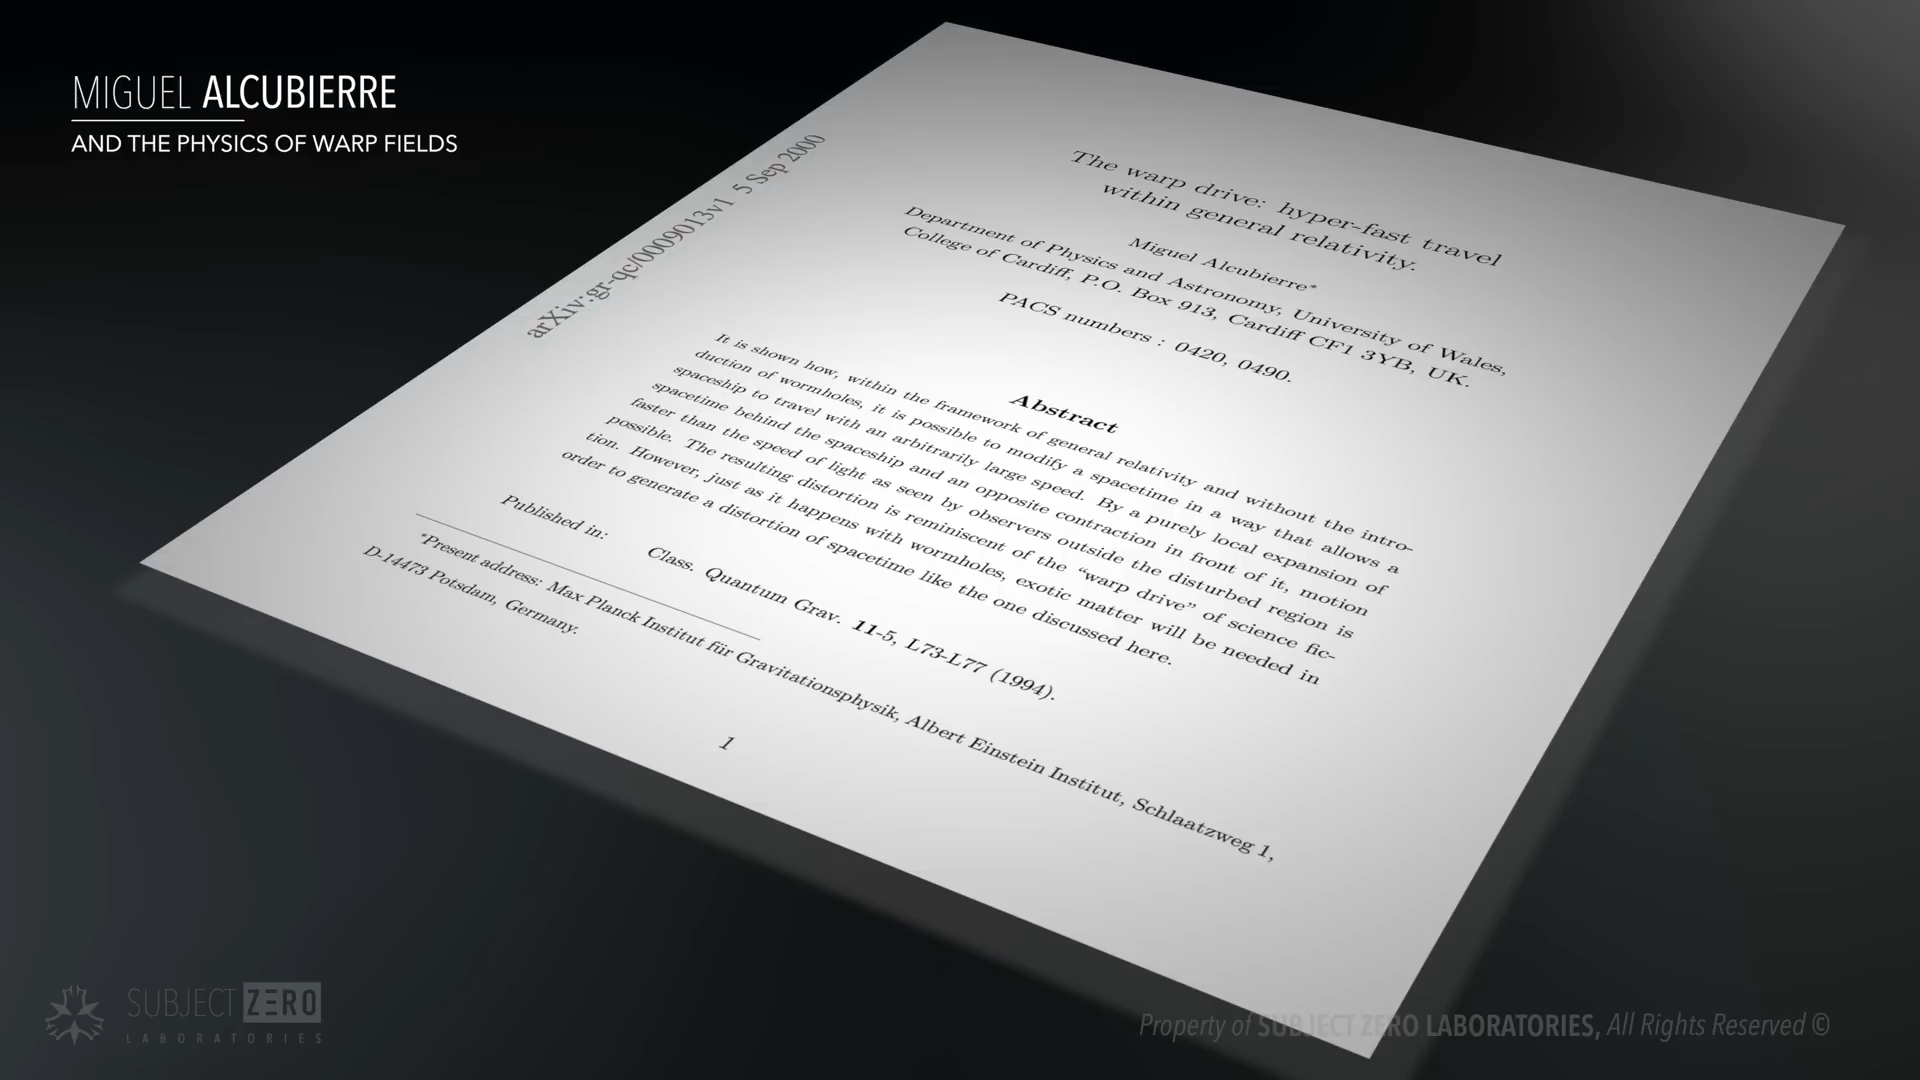 MIGUEL ALCUBIERRE
AND THE PHYSICS OF WARP FIELDS
arXiv:gr-qc/0009013v1 5 Sep 2000
The warp drive: hyper-fast travel
within general relativity.
Miguel Alcubierre*
Department of Physics and Astronomy, University of Wales,
College of Cardiff, P.O. Box 913, Cardiff CF1 3YB, UK.
PACS numbers : 0420, 0490.
Abstract
It is shown how, within the framework of general relativity and without the intro-
duction of wormholes, it is possible to modify a spacetime in a way that allows a
spaceship to travel with an arbitrarily large speed. By a purely local expansion of
spacetime behind the spaceship and an opposite contraction in front of it, motion
faster than the speed of light as seen by observers outside the disturbed region is
possible. The resulting distortion is reminiscent of the “warp drive” of science fic-
tion. However, just as it happens with wormholes, exotic matter will be needed in
order to generate a distortion of spacetime like the one discussed here.
Published in: Class. Quantum Grav. 11-5, L73-L77 (1994).
*Present address: Max Planck Institut für Gravitationsphysik, Albert Einstein Institut, Schlaatzweg 1,
D-14473 Potsdam, Germany.
1
SUBJECT ZERO
LABORATORIES
Property of SUBJECT ZERO LABORATORIES, All Rights Reserved ©